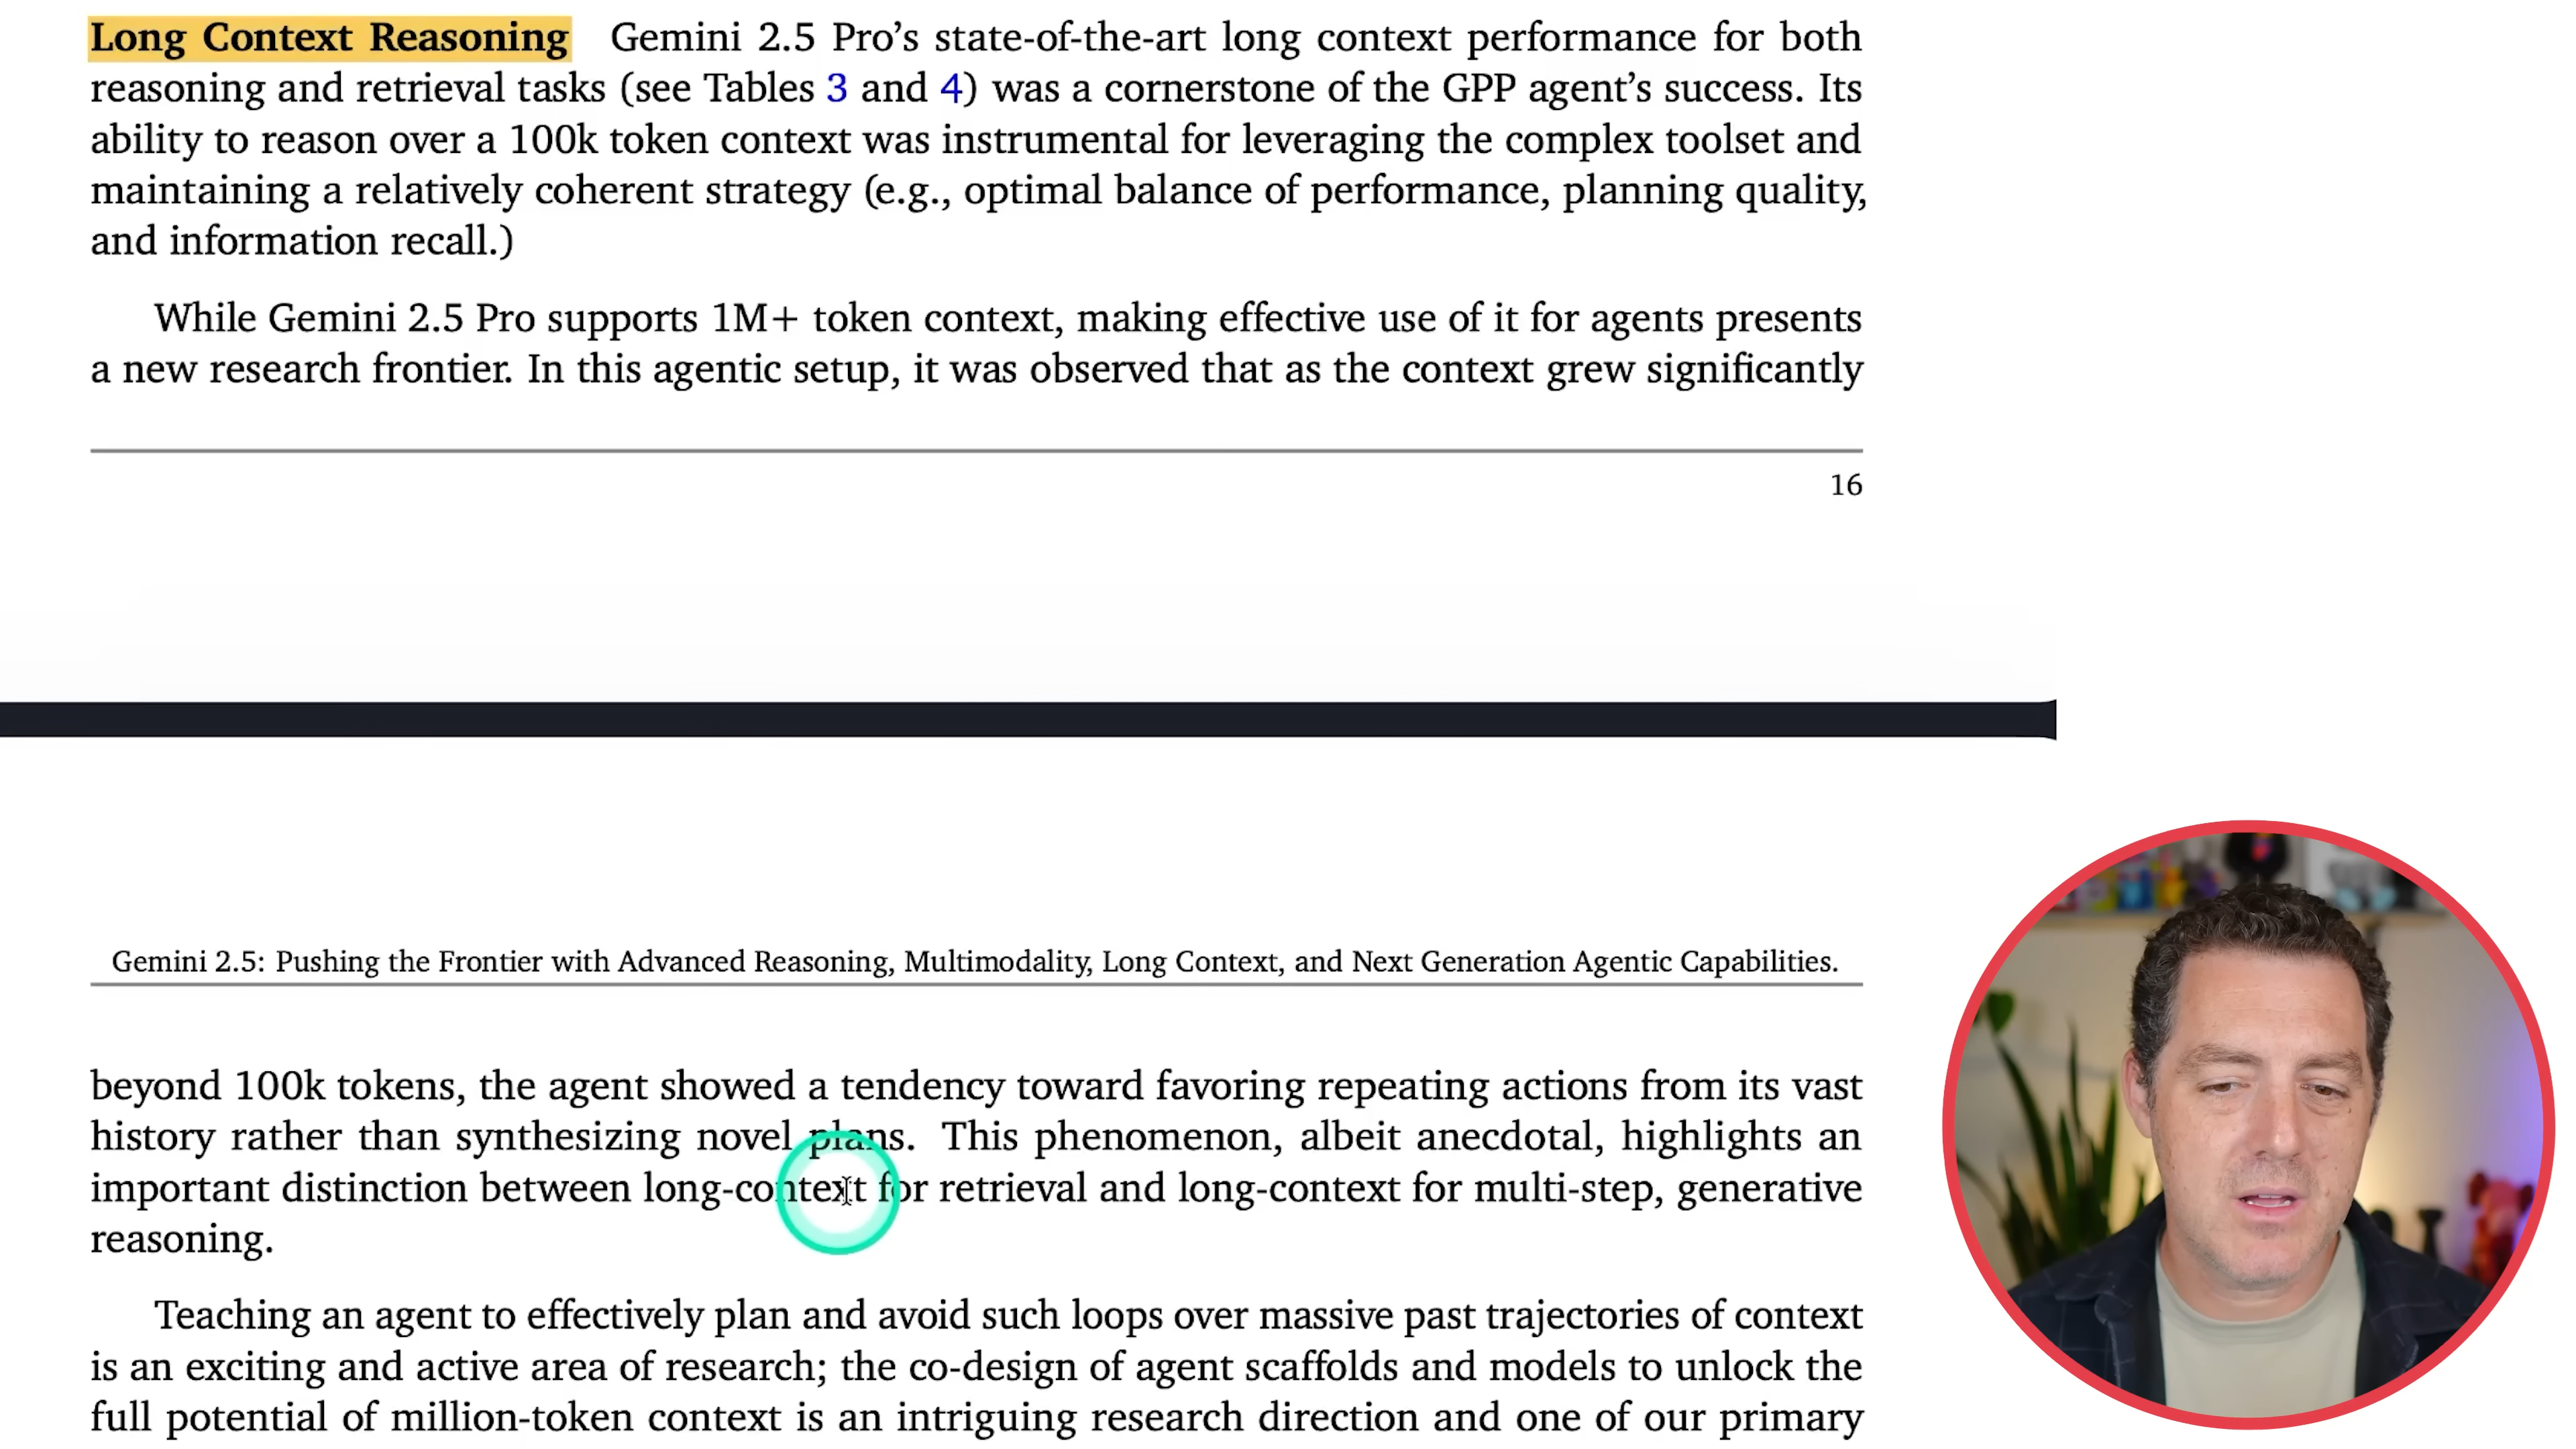 Long Context Reasoning Gemini 2.5 Pro’s state-of-the-art long context performance for both
reasoning and retrieval tasks (see Tables 3 and 4) was a cornerstone of the GPP agent’s success. Its
ability to reason over a 100k token context was instrumental for leveraging the complex toolset and
maintaining a relatively coherent strategy (e.g., optimal balance of performance, planning quality,
and information recall.)
While Gemini 2.5 Pro supports 1M+ token context, making effective use of it for agents presents
a new research frontier. In this agentic setup, it was observed that as the context grew significantly
16
Gemini 2.5: Pushing the Frontier with Advanced Reasoning, Multimodality, Long Context, and Next Generation Agentic Capabilities.
beyond 100k tokens, the agent showed a tendency toward favoring repeating actions from its vast
history rather than synthesizing novel plans. This phenomenon, albeit anecdotal, highlights an
important distinction between long-context for retrieval and long-context for multi-step, generative
reasoning.
Teaching an agent to effectively plan and avoid such loops over massive past trajectories of context
is an exciting and active area of research; the co-design of agent scaffolds and models to unlock the
full potential of million-token context is an intriguing research direction and one of our primary